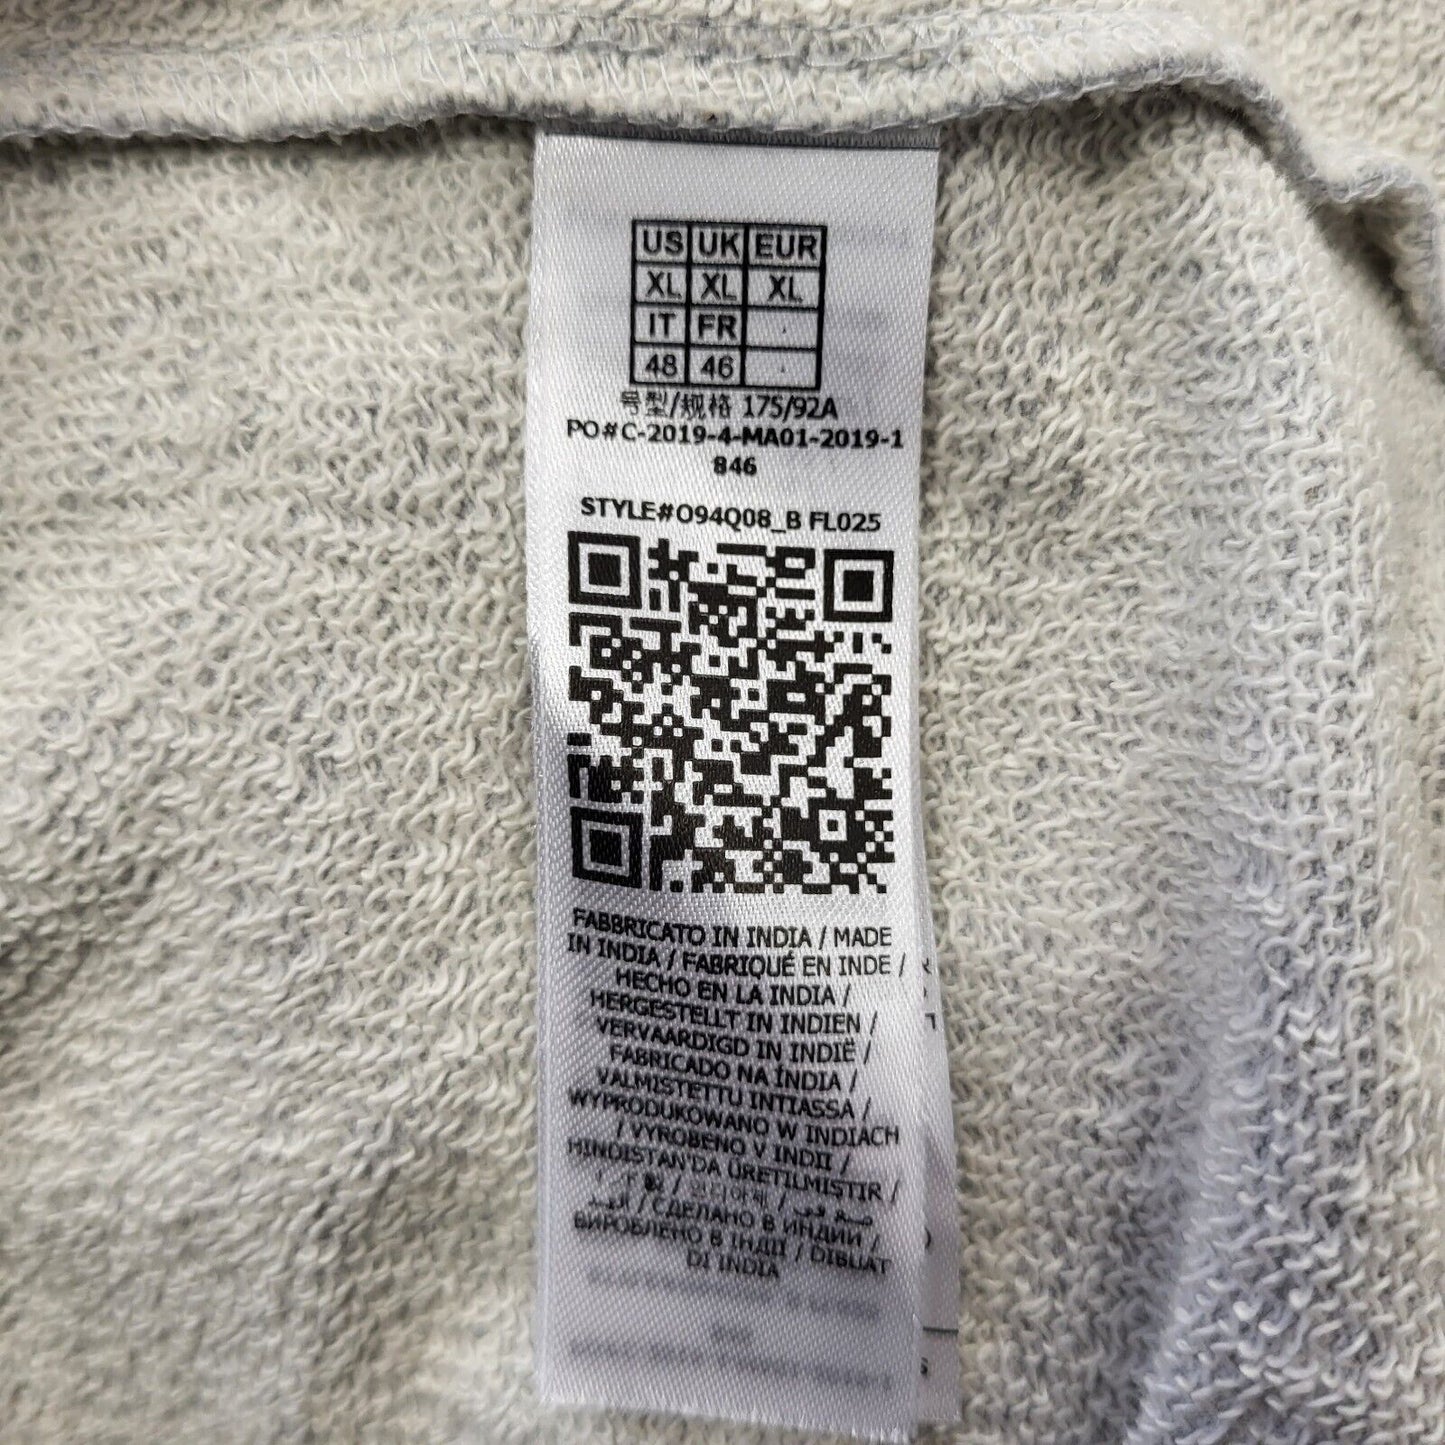 US UK EUR
XL XL XL
IT FR
48 46
号型/规格 175/92A
PO#C-2019-4-MA01-2019-1
846
STYLE#O94Q08_B FL025
FABBRICATO IN INDIA / MADE
IN INDIA / FABRIQUÉ EN INDE /
HECHO EN LA INDIA /
HERGESTELLT IN INDIEN /
VERVAARDIGD IN INDIË /
FABRICADO NA ÍNDIA /
VALMISTETTU INTIASSA /
WYPRODUKOWANO W INDIACH
/ VYROBENO V INDII /
HINDISTAN'DA ÜRETILMISTIR /
/ /
/ СДЕЛАНО В ИНДИИ /
ВИРОБЛЕНО В ІНДІЇ / DIBUAT
DI INDIA